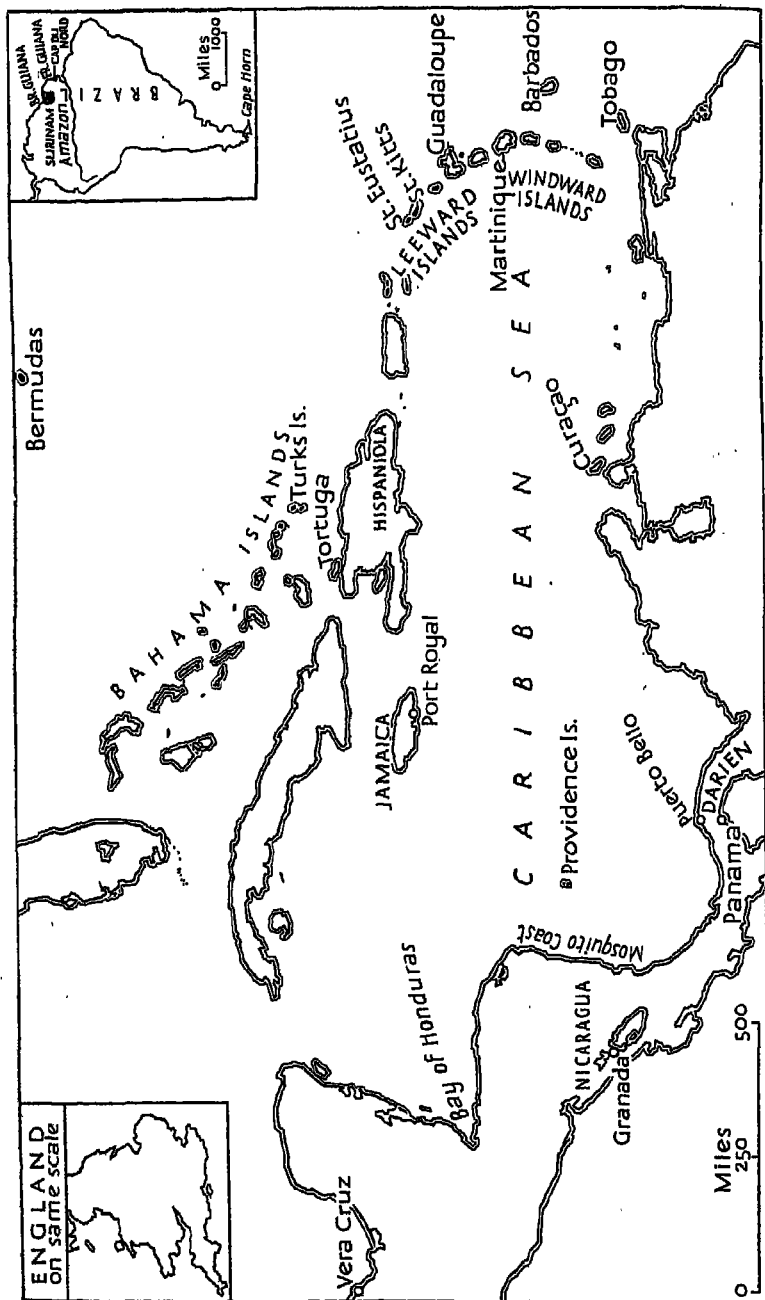 ENGLAND
on same scale
Bermudas
BR.GUIANA
FR.GUIANA
SURINAM
CAP DU
NORD
Amazon
BRAZIL
Miles
0 1000
Cape Horn
BAHAMA ISLANDS
Turks Is.
Tortuga
HISPANIOLA
St. Eustatius
St. Kitts
LEEWARD
ISLANDS
Guadaloupe
Martinique
WINDWARD
ISLANDS
Barbados
Tobago
JAMAICA
Port Royal
CARIBBEAN SEA
Curaçao
Vera Cruz
Bay of Honduras
Mosquito Coast
Providence Is.
NICARAGUA
Granada
Puerto Bello
DARIEN
Panama
Miles
0 250 500